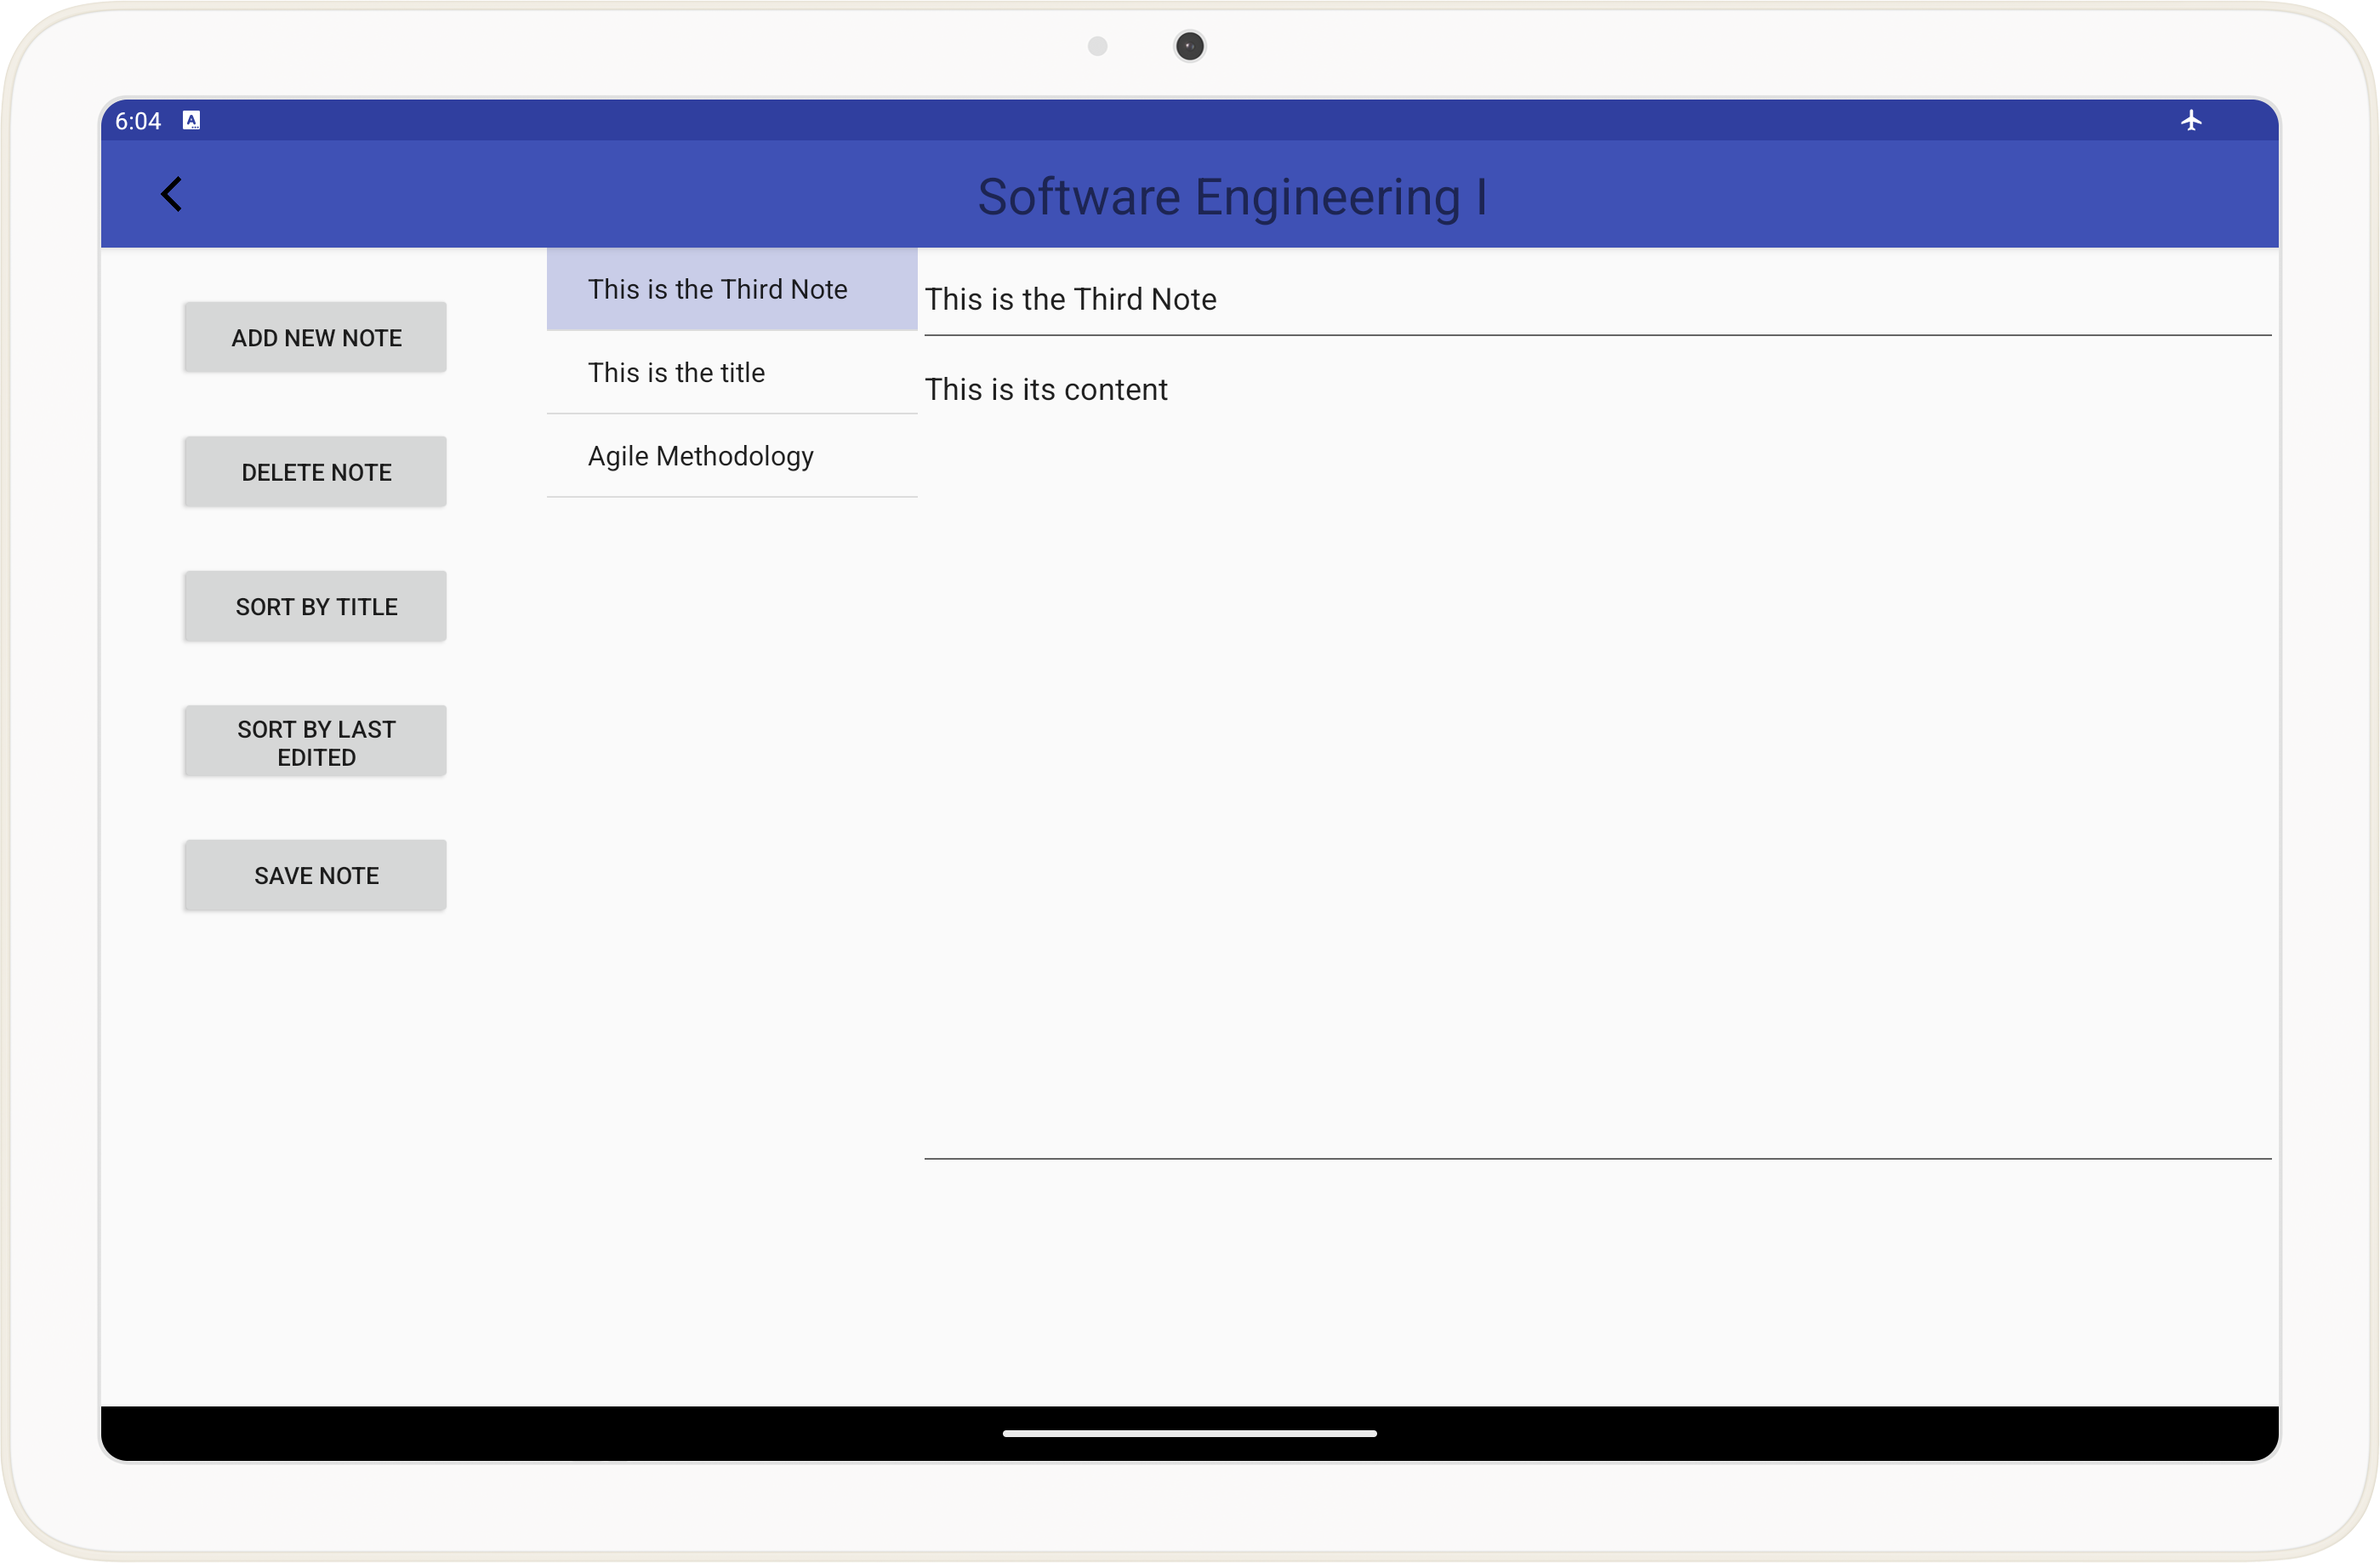 6:04
Software Engineering I
ADD NEW NOTE
DELETE NOTE
SORT BY TITLE
SORT BY LAST
EDITED
SAVE NOTE
This is the Third Note
This is the title
Agile Methodology
This is the Third Note
This is its content